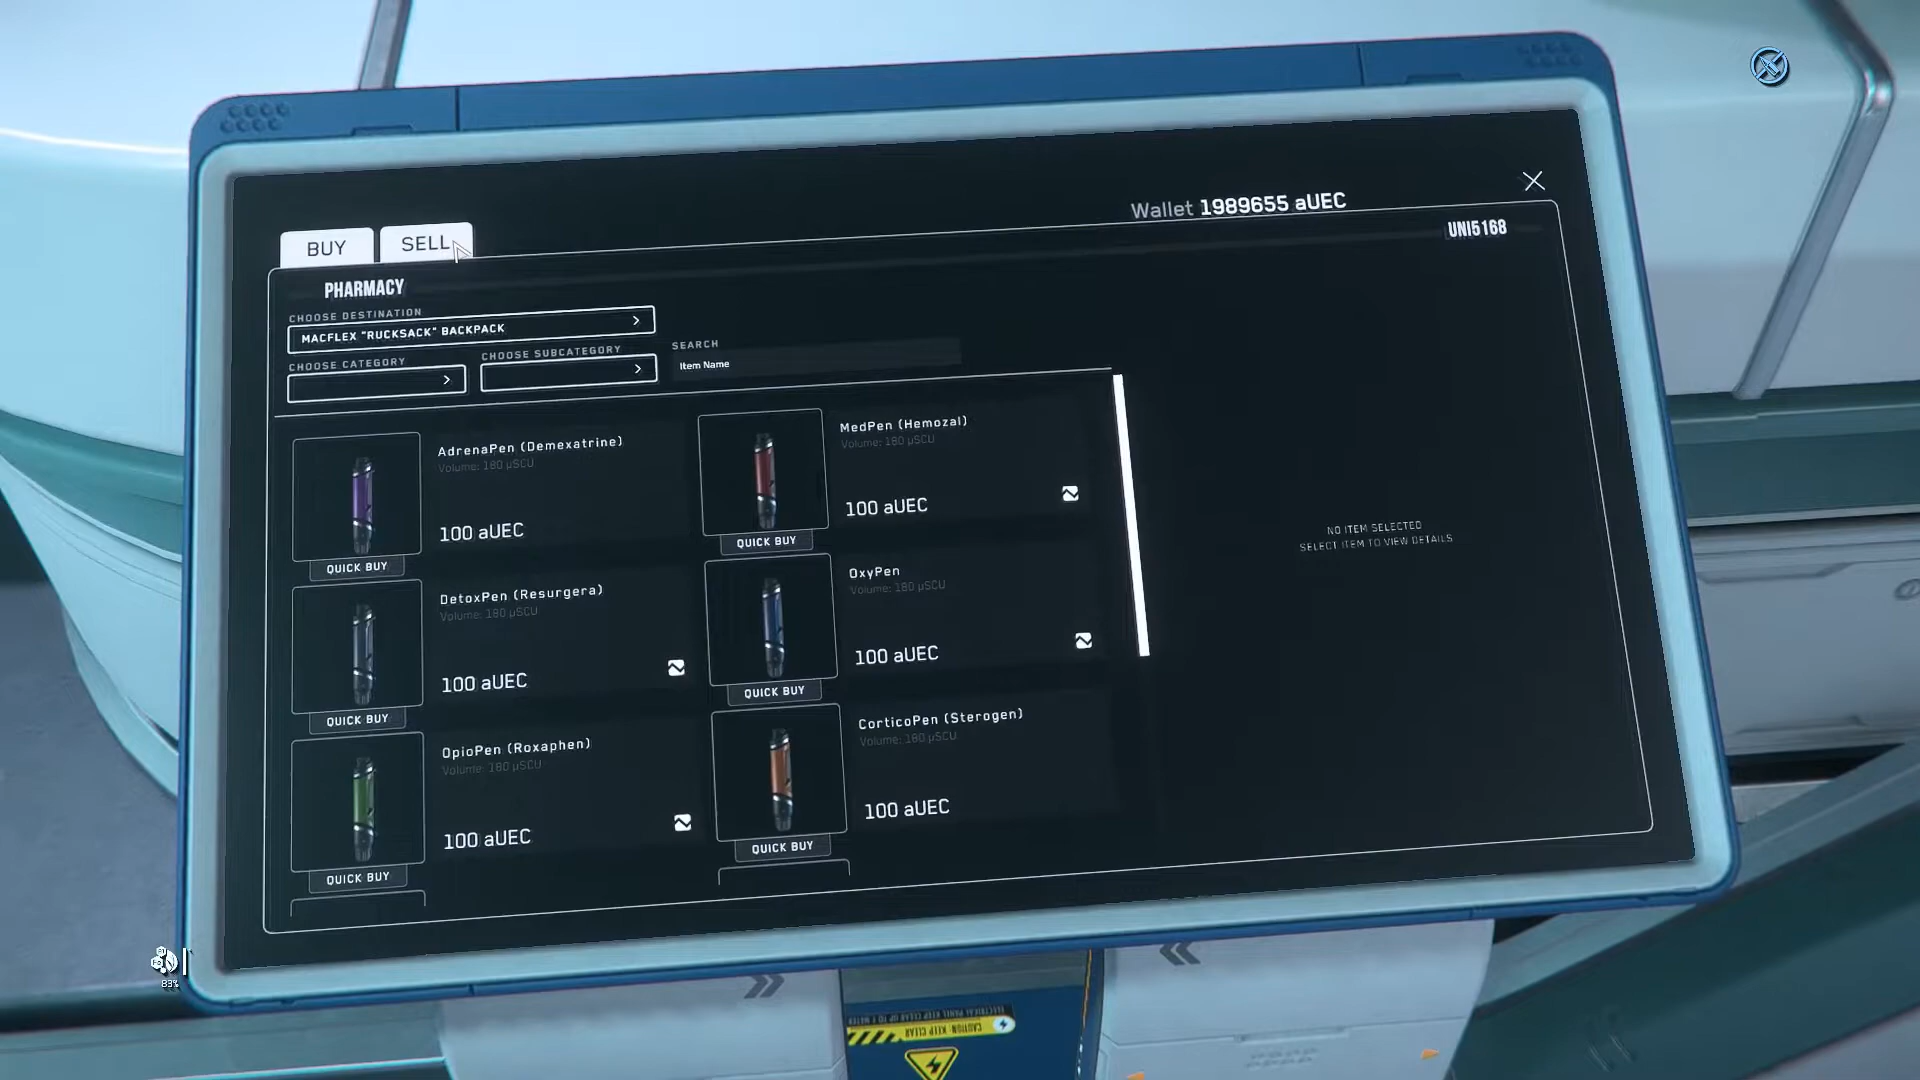 Wallet 1989655 aUEC
UNI5168
BUY
SELL
PHARMACY
CHOOSE DESTINATION
MACFLEX "RUCKSACK" BACKPACK
CHOOSE CATEGORY
CHOOSE SUBCATEGORY
SEARCH
Item Name
AdrenaPen (Demexatrine)
Volume: 180 µSCU
100 aUEC
QUICK BUY
MedPen (Hemozal)
Volume: 180 µSCU
100 aUEC
QUICK BUY
DetoxPen (Resurgera)
Volume: 180 µSCU
100 aUEC
QUICK BUY
OxyPen
Volume: 180 µSCU
100 aUEC
QUICK BUY
OpioPen (Roxaphen)
Volume: 180 µSCU
100 aUEC
QUICK BUY
CorticoPen (Sterogen)
Volume: 180 µSCU
100 aUEC
QUICK BUY
NO ITEM SELECTED
SELECT ITEM TO VIEW DETAILS
83%
CAUTION: KEEP CLEAR